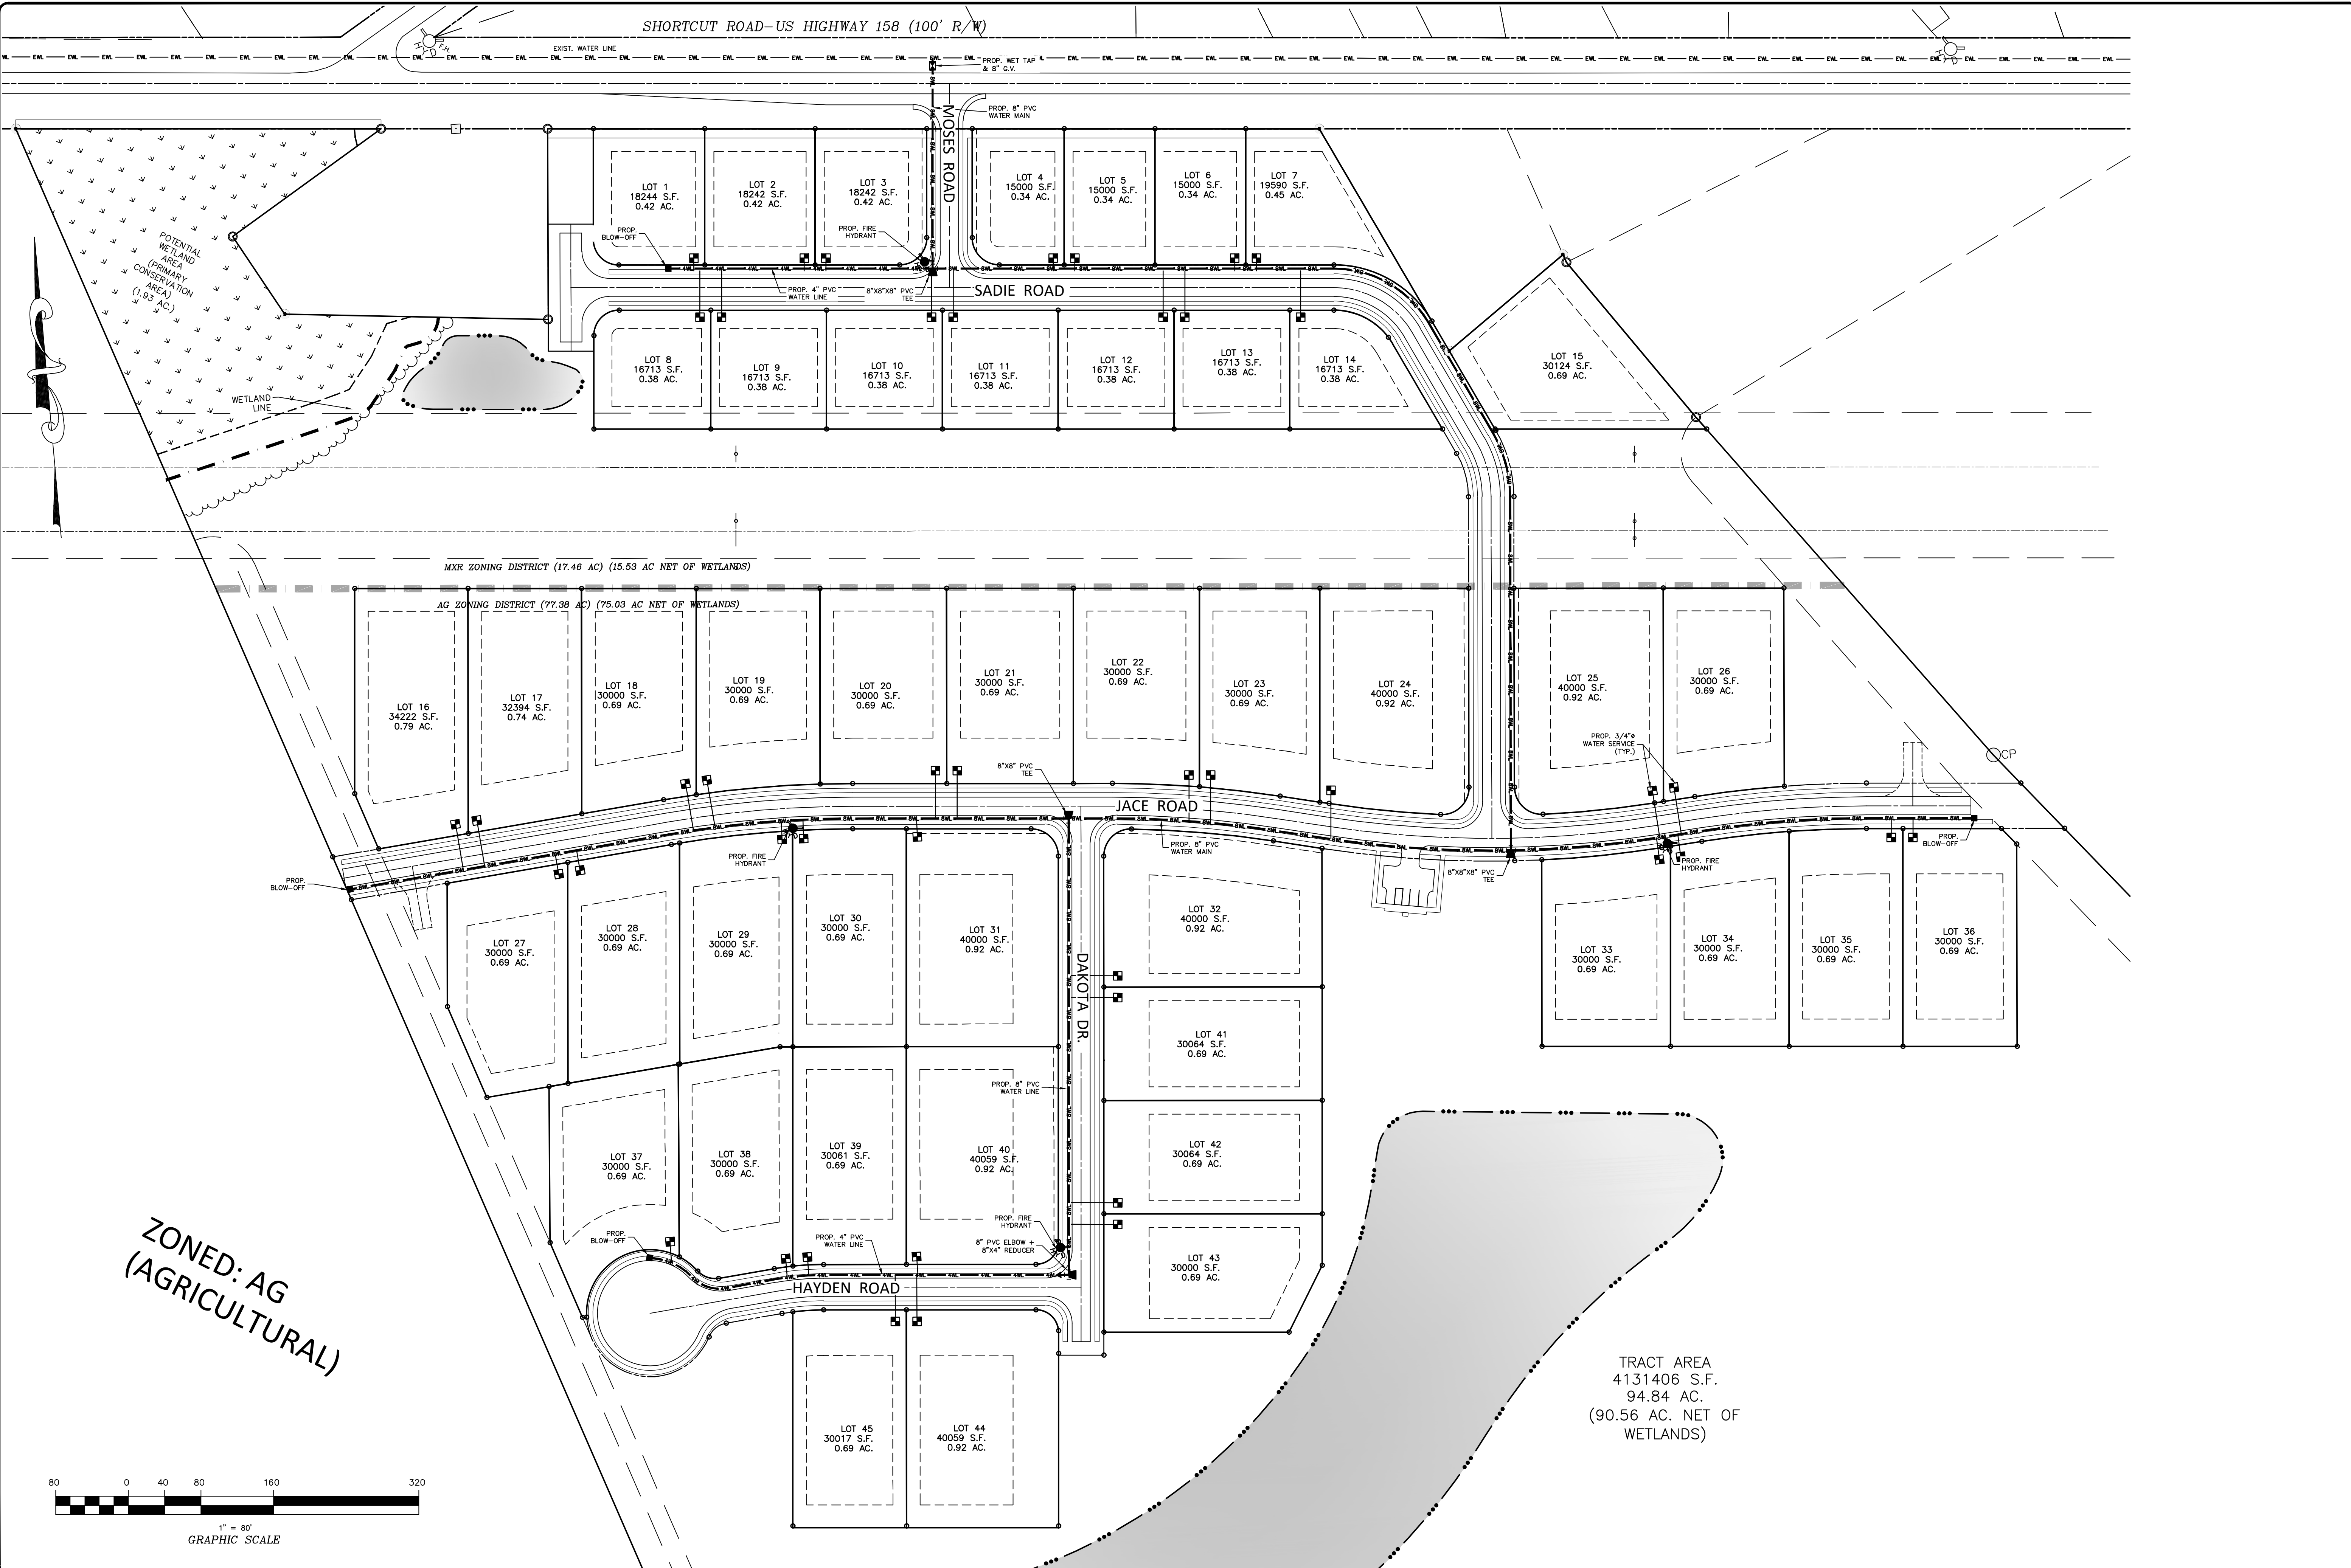 SHORTCUT ROAD-US HIGHWAY 158 (100' R/W)
HYD
F.H.
EXIST. WATER LINE
HYD
PROP. WET TAP
& 8" G.V.
PROP. 8" PVC
WATER MAIN
MOSES ROAD
LOT 1
18244 S.F.
0.42 AC.
LOT 2
18242 S.F.
0.42 AC.
LOT 3
18242 S.F.
0.42 AC.
LOT 4
15000 S.F.
0.34 AC.
LOT 5
15000 S.F.
0.34 AC.
LOT 6
15000 S.F.
0.34 AC.
LOT 7
19590 S.F.
0.45 AC.
PROP.
BLOW-OFF
PROP. FIRE
HYDRANT
POTENTIAL
WETLAND
AREA
(PRIMARY
CONSERVATION
AREA)
(1.93 AC.)
PROP. 4" PVC
WATER LINE
8"X8"X8" PVC
TEE
SADIE ROAD
LOT 8
16713 S.F.
0.38 AC.
LOT 9
16713 S.F.
0.38 AC.
LOT 10
16713 S.F.
0.38 AC.
LOT 11
16713 S.F.
0.38 AC.
LOT 12
16713 S.F.
0.38 AC.
LOT 13
16713 S.F.
0.38 AC.
LOT 14
16713 S.F.
0.38 AC.
LOT 15
30124 S.F.
0.69 AC.
WETLAND
LINE
MXR ZONING DISTRICT (17.46 AC) (15.53 AC NET OF WETLANDS)
AG ZONING DISTRICT (77.38 AC) (75.03 AC NET OF WETLANDS)
LOT 16
34222 S.F.
0.79 AC.
LOT 17
32394 S.F.
0.74 AC.
LOT 18
30000 S.F.
0.69 AC.
LOT 19
30000 S.F.
0.69 AC.
LOT 20
30000 S.F.
0.69 AC.
LOT 21
30000 S.F.
0.69 AC.
LOT 22
30000 S.F.
0.69 AC.
LOT 23
30000 S.F.
0.69 AC.
LOT 24
40000 S.F.
0.92 AC.
LOT 25
40000 S.F.
0.92 AC.
LOT 26
30000 S.F.
0.69 AC.
PROP. 3/4"ø
WATER SERVICE
(TYP.)
CP
8"X8" PVC
TEE
JACE ROAD
PROP. 8" PVC
WATER MAIN
PROP. FIRE
HYDRANT
PROP.
BLOW-OFF
8"X8"X8" PVC
TEE
PROP. FIRE
HYDRANT
PROP.
BLOW-OFF
LOT 27
30000 S.F.
0.69 AC.
LOT 28
30000 S.F.
0.69 AC.
LOT 29
30000 S.F.
0.69 AC.
LOT 30
30000 S.F.
0.69 AC.
LOT 31
40000 S.F.
0.92 AC.
LOT 32
40000 S.F.
0.92 AC.
LOT 33
30000 S.F.
0.69 AC.
LOT 34
30000 S.F.
0.69 AC.
LOT 35
30000 S.F.
0.69 AC.
LOT 36
30000 S.F.
0.69 AC.
DAKOTA DR.
LOT 41
30064 S.F.
0.69 AC.
PROP. 8" PVC
WATER LINE
LOT 37
30000 S.F.
0.69 AC.
LOT 38
30000 S.F.
0.69 AC.
LOT 39
30061 S.F.
0.69 AC.
LOT 40
40059 S.F.
0.92 AC.
LOT 42
30064 S.F.
0.69 AC.
PROP.
BLOW-OFF
PROP. 4" PVC
WATER LINE
PROP. FIRE
HYDRANT
8" PVC ELBOW +
8"X4" REDUCER
LOT 43
30000 S.F.
0.69 AC.
HAYDEN ROAD
ZONED: AG
(AGRICULTURAL)
LOT 45
30017 S.F.
0.69 AC.
LOT 44
40059 S.F.
0.92 AC.
TRACT AREA
4131406 S.F.
94.84 AC.
(90.56 AC. NET OF
WETLANDS)
80 0 40 80 160 320
1" = 80'
GRAPHIC SCALE